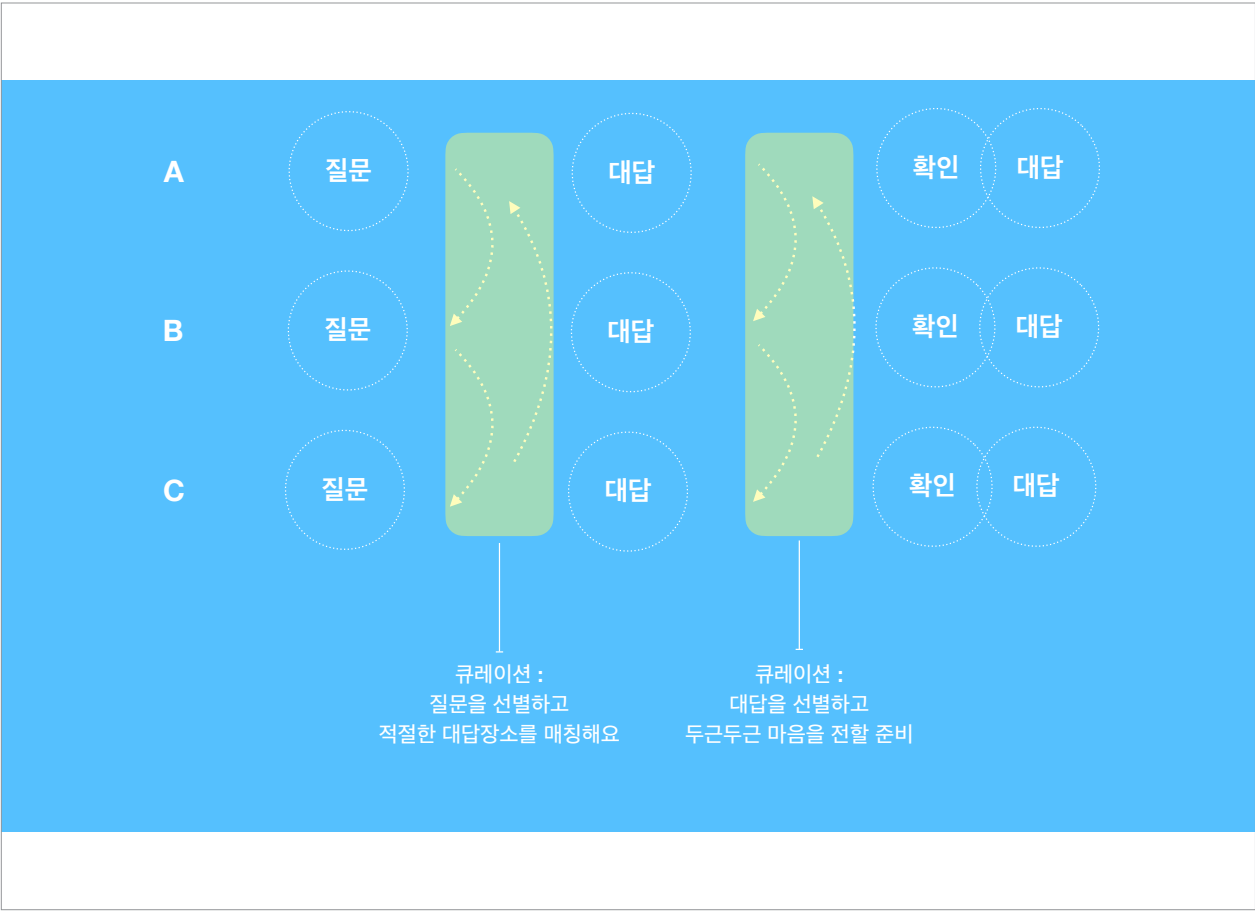 A 질문 대답 확인 대답
B 질문 대답 확인 대답
C 질문 대답 확인 대답
큐레이션 :
질문을 선별하고
적절한 대답장소를 매칭해요
큐레이션 :
대답을 선별하고
두근두근 마음을 전할 준비